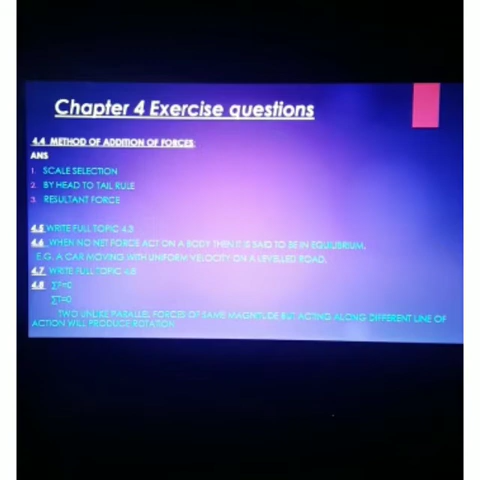 Chapter 4 Exercise questions
4.4 METHOD OF ADDITION OF FORCES.
ANS
1. SCALE SELECTION
2. BY HEAD TO TAIL RULE
3. RESULTANT FORCE
4.5 WRITE FULL TOPIC
4.6 WHEN NO NET FORCE ACT ON A BODY THEN IT IS SAID TO BE IN EQUILIBRIUM.
E.G. A CAR MOVING WITH UNIFORM VELOCITY ON A LEVELLED ROAD.
4.7 WRITE FULL TOPIC
4.8 ΣF=0
Στ=0
TWO UNLIKE PARALLEL FORCES OF SAME MAGNITUDE BUT ACTING ALONG DIFFERENT LINE OF
ACTION WILL PRODUCE ROTATION